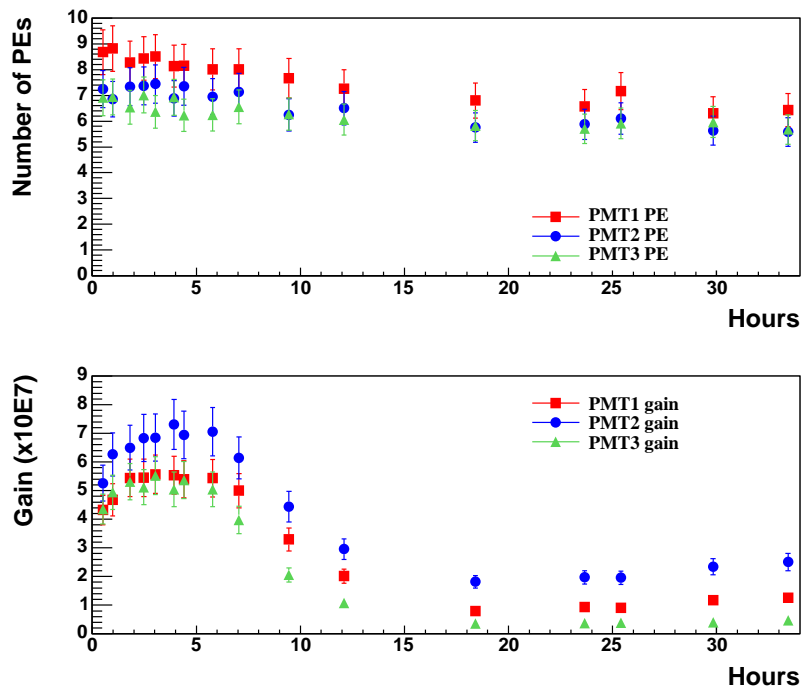 Number of PEs
10
9
8
7
6
5
4
3
2
1
0
PMT1 PE
PMT2 PE
PMT3 PE
0 5 10 15 20 25 30
Hours
Gain (x10E7)
9
8
7
6
5
4
3
2
1
0
PMT1 gain
PMT2 gain
PMT3 gain
0 5 10 15 20 25 30
Hours